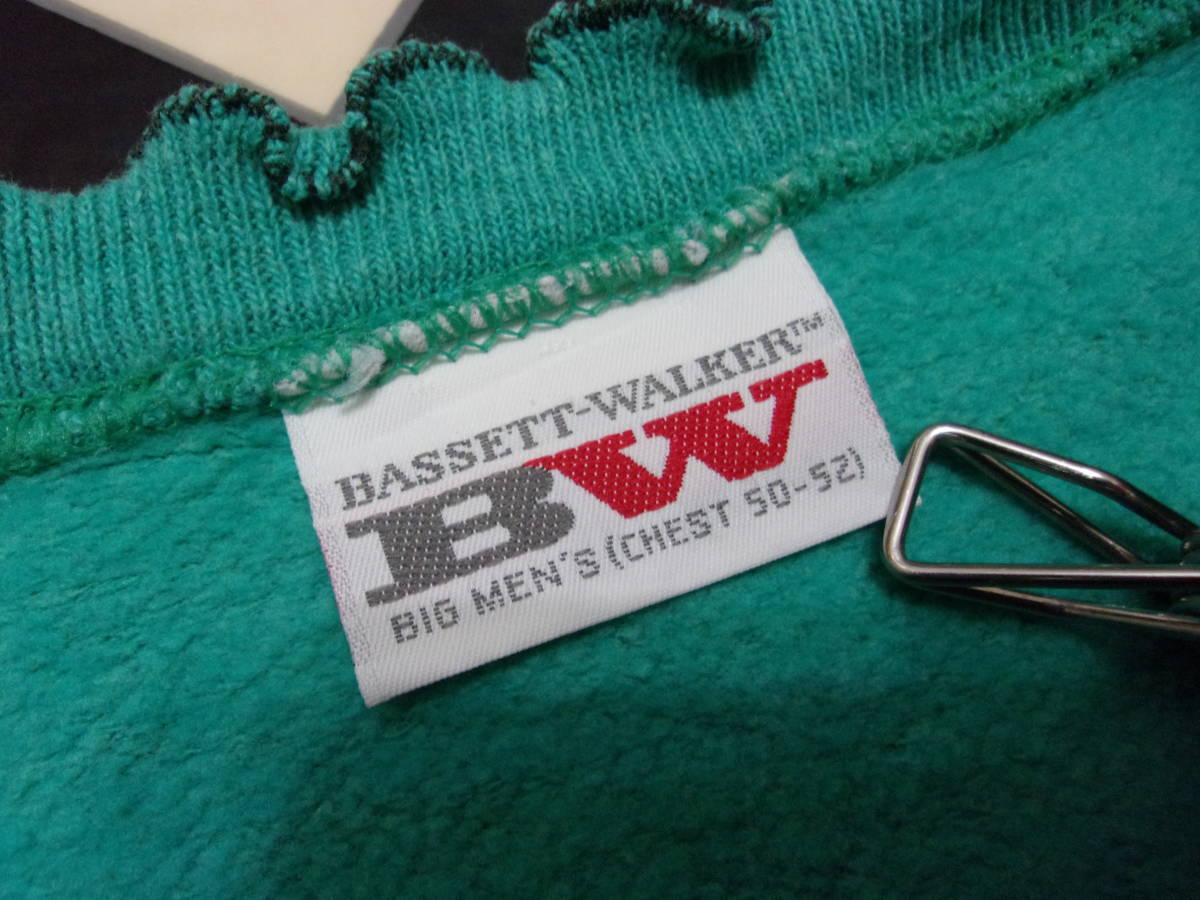 BASSETT-WALKER™
BW
BIG MEN'S (CHEST 50-52)